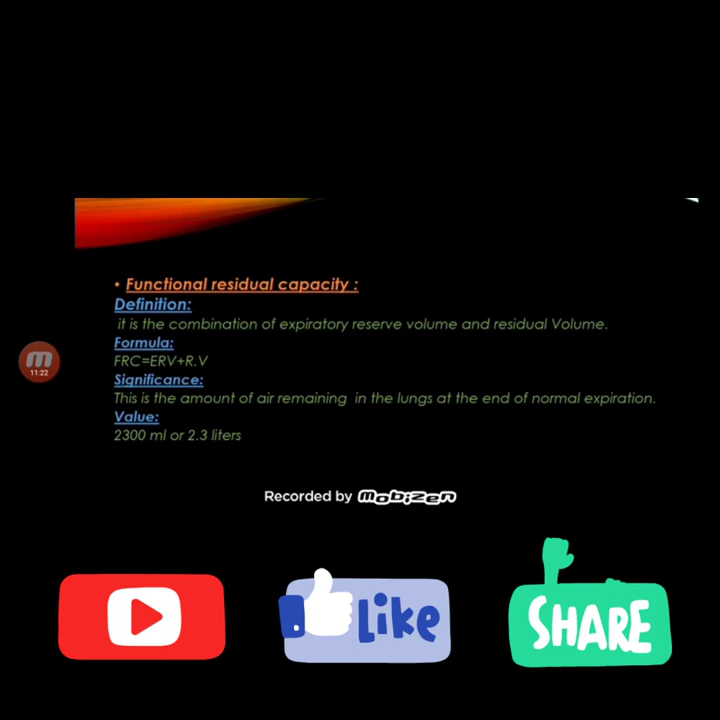 • Functional residual capacity :
Definition:
it is the combination of expiratory reserve volume and residual Volume.
Formula:
FRC=ERV+R.V
Significance:
This is the amount of air remaining in the lungs at the end of normal expiration.
Value:
2300 ml or 2.3 liters
11:22
Recorded by mobizen
Like
SHARE